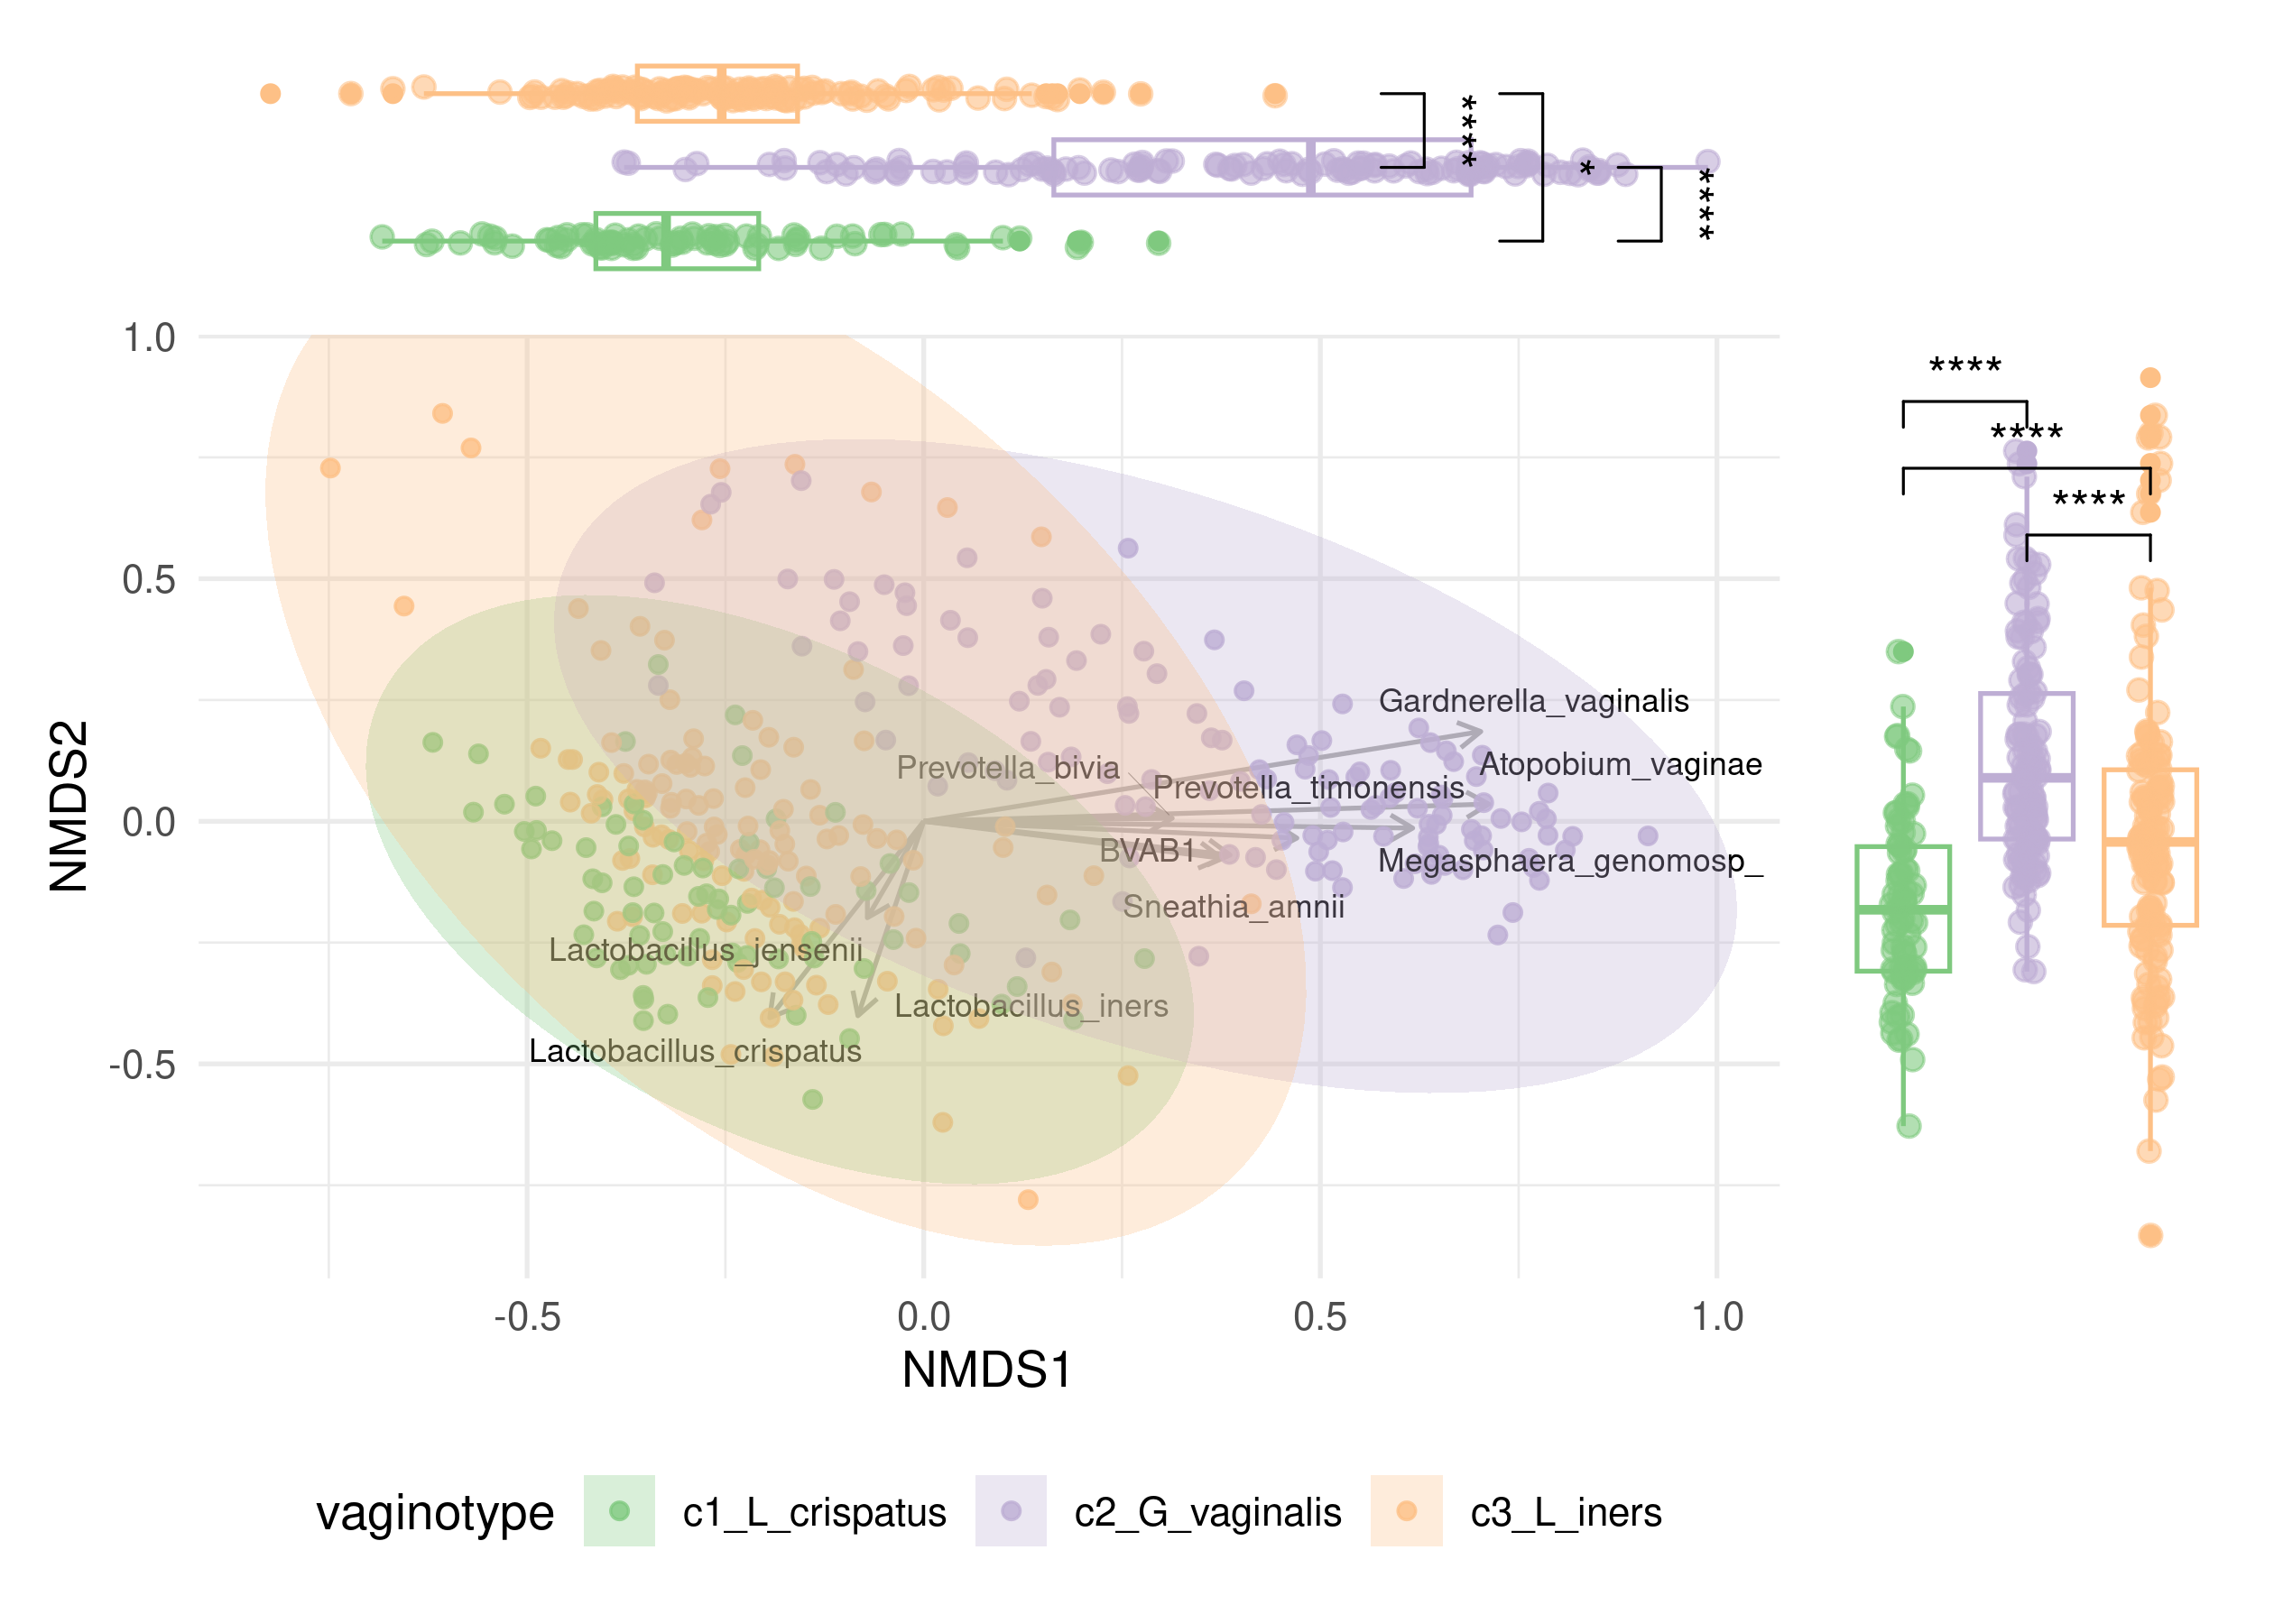 ****
*
****
1.0
0.5
0.0
-0.5
NMDS2
****
****
****
Gardnerella_vaginalis
Prevotella_bivia
Atopobium_vaginae
Prevotella_timonensis
BVAB1
Megasphaera_genomosp_
Sneathia_amnii
Lactobacillus_jensenii
Lactobacillus_iners
Lactobacillus_crispatus
-0.5 0.0 0.5 1.0
NMDS1
vaginotype c1_L_crispatus c2_G_vaginalis c3_L_iners